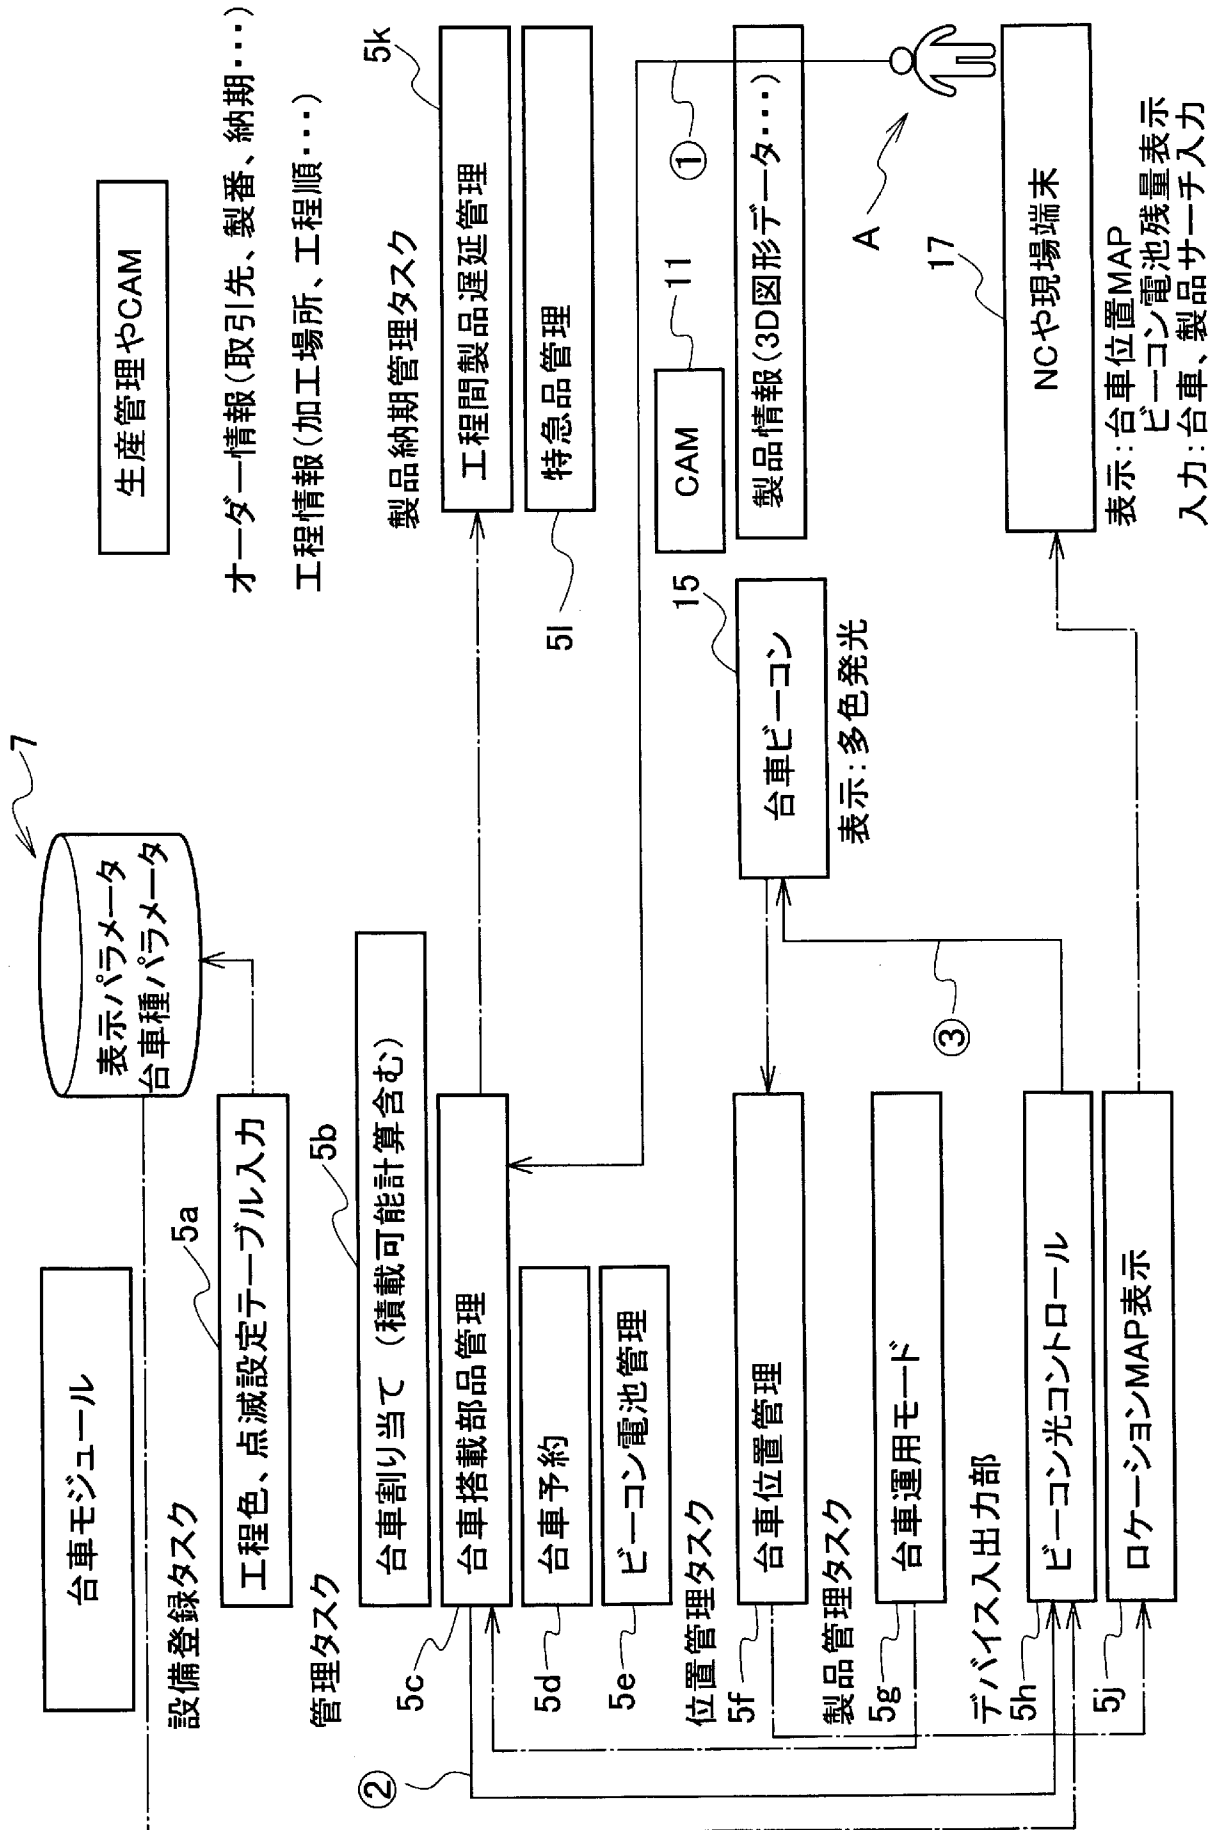 台車モジュール
設備登録タスク
工程色、点滅設定テーブル入力
5a
表示パラメータ
台車種パラメータ
7
生産管理やCAM
オーダー情報(取引先、製番、納期・・・)
工程情報(加工場所、工程順・・・)
管理タスク
台車割り当て (積載可能計算含む)
5b
台車搭載部品管理
5c
台車予約
5d
ビーコン電池管理
5e
製品納期管理タスク
工程間製品遅延管理
5k
特急品管理
5l
位置管理タスク
台車位置管理
5f
製品管理タスク
台車運用モード
5g
台車ビーコン
15
表示:多色発光
CAM
11
製品情報(3D図形データ・・・)
①
②
③
A
デバイス入出力部
ビーコン光コントロール
5h
ロケーションMAP表示
5j
NCや現場端末
17
表示:台車位置MAP
ビーコン電池残量表示
入力:台車、製品サーチ入力